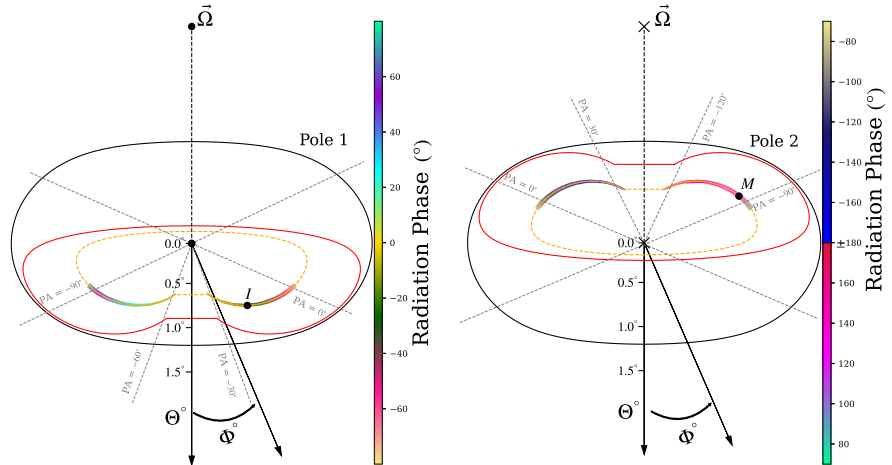 Ω⃗
Pole 1
PA = −90°
PA = 0°
PA = −60°
PA = −30°
I
0.0
0.5
1.0°
1.5°
Θ°
Φ°
60
40
20
0
−20
−40
−60
Radiation Phase (°)
Ω⃗
Pole 2
PA = 30°
PA = −120°
PA = 0°
PA = −90°
M
0.0
0.5°
1.0°
1.5°
Θ°
Φ°
−80
−100
−120
−140
−160
±180
160
140
120
100
80
Radiation Phase (°)